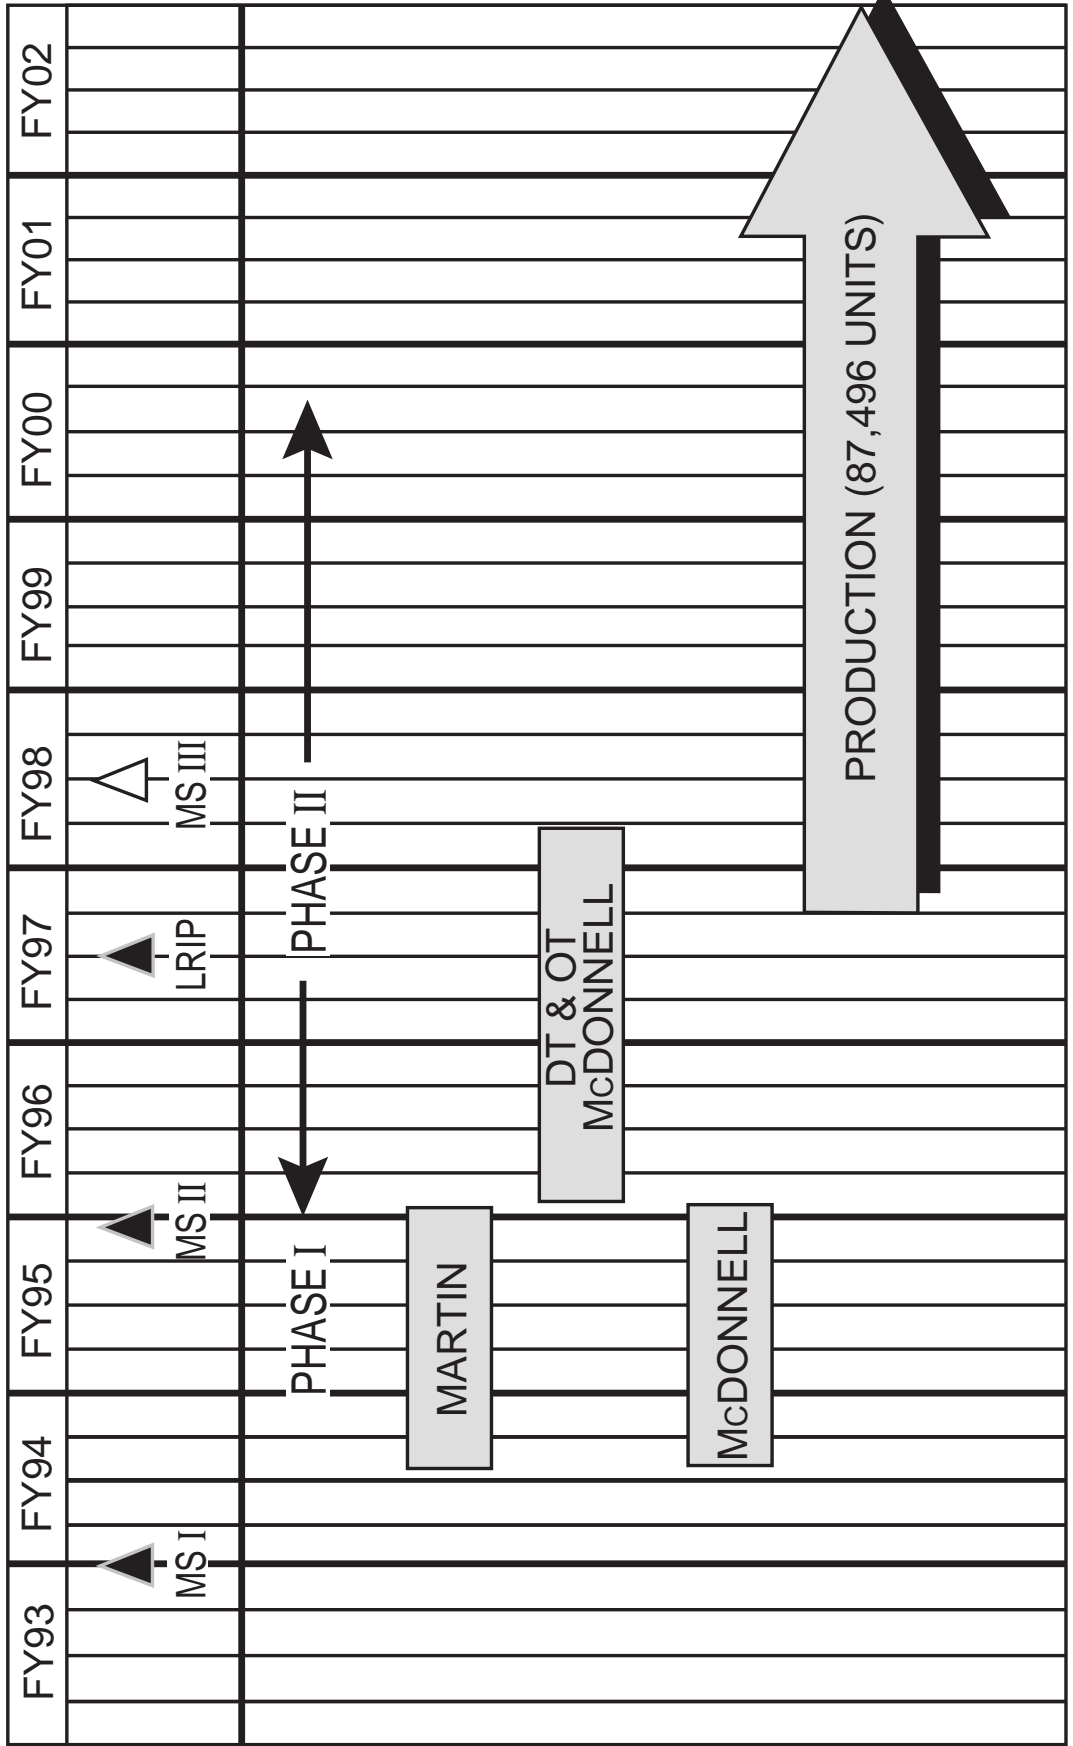 FY93
FY94
FY95
FY96
FY97
FY98
FY99
FY00
FY01
FY02
MS I
MS II
LRIP
MS III
PHASE I
PHASE II
MARTIN
DT & OT
McDONNELL
McDONNELL
PRODUCTION (87,496 UNITS)